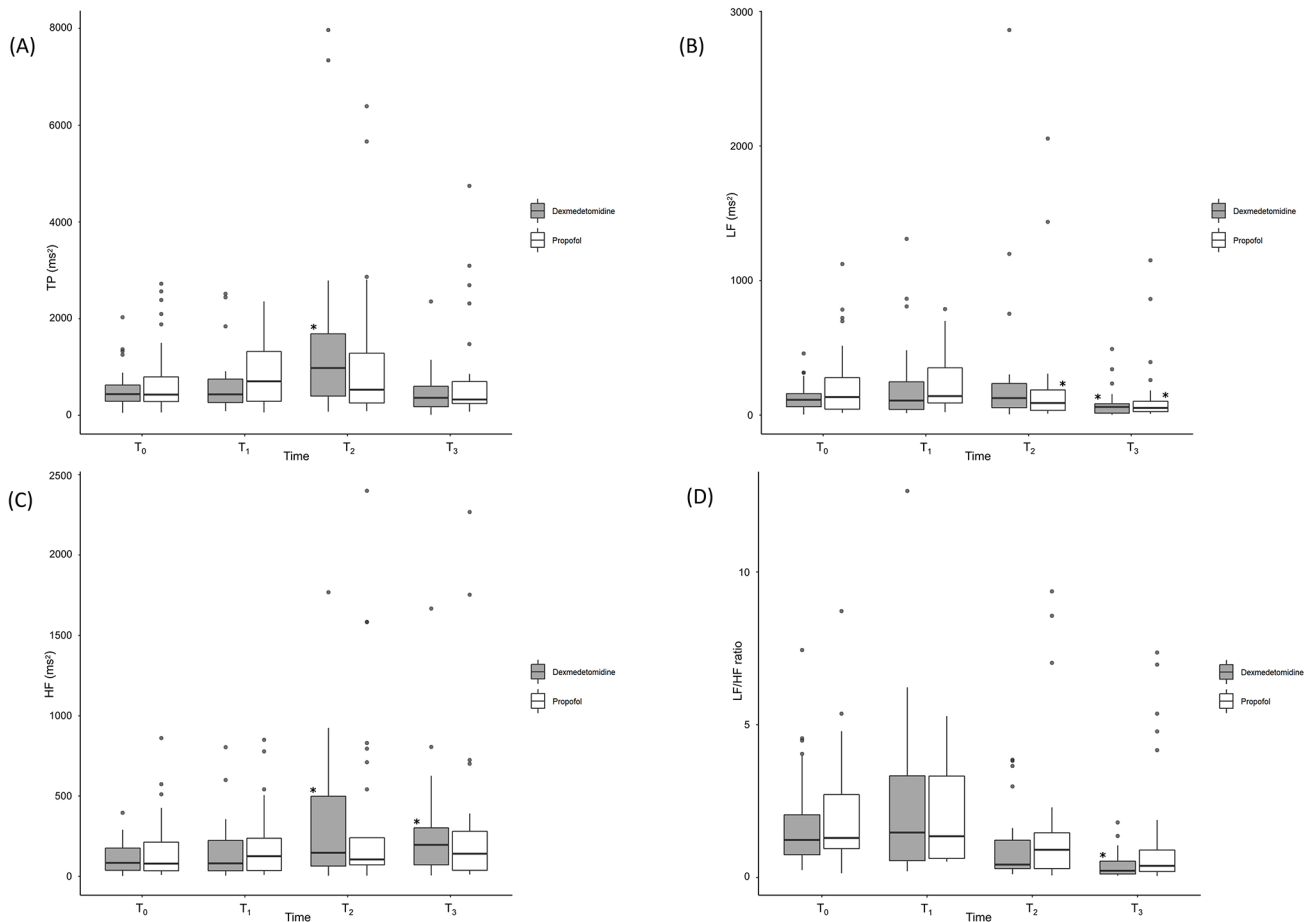 (A)
8000
6000
4000
2000
0
TP (ms²)
T₀ T₁ T₂ T₃
Time
*
Dexmedetomidine
Propofol
(B)
3000
2000
1000
0
LF (ms²)
T₀ T₁ T₂ T₃
Time
* * *
Dexmedetomidine
Propofol
(C)
2500
2000
1500
1000
500
0
HF (ms²)
T₀ T₁ T₂ T₃
Time
* *
Dexmedetomidine
Propofol
(D)
10
5
0
LF/HF ratio
T₀ T₁ T₂ T₃
Time
*
Dexmedetomidine
Propofol